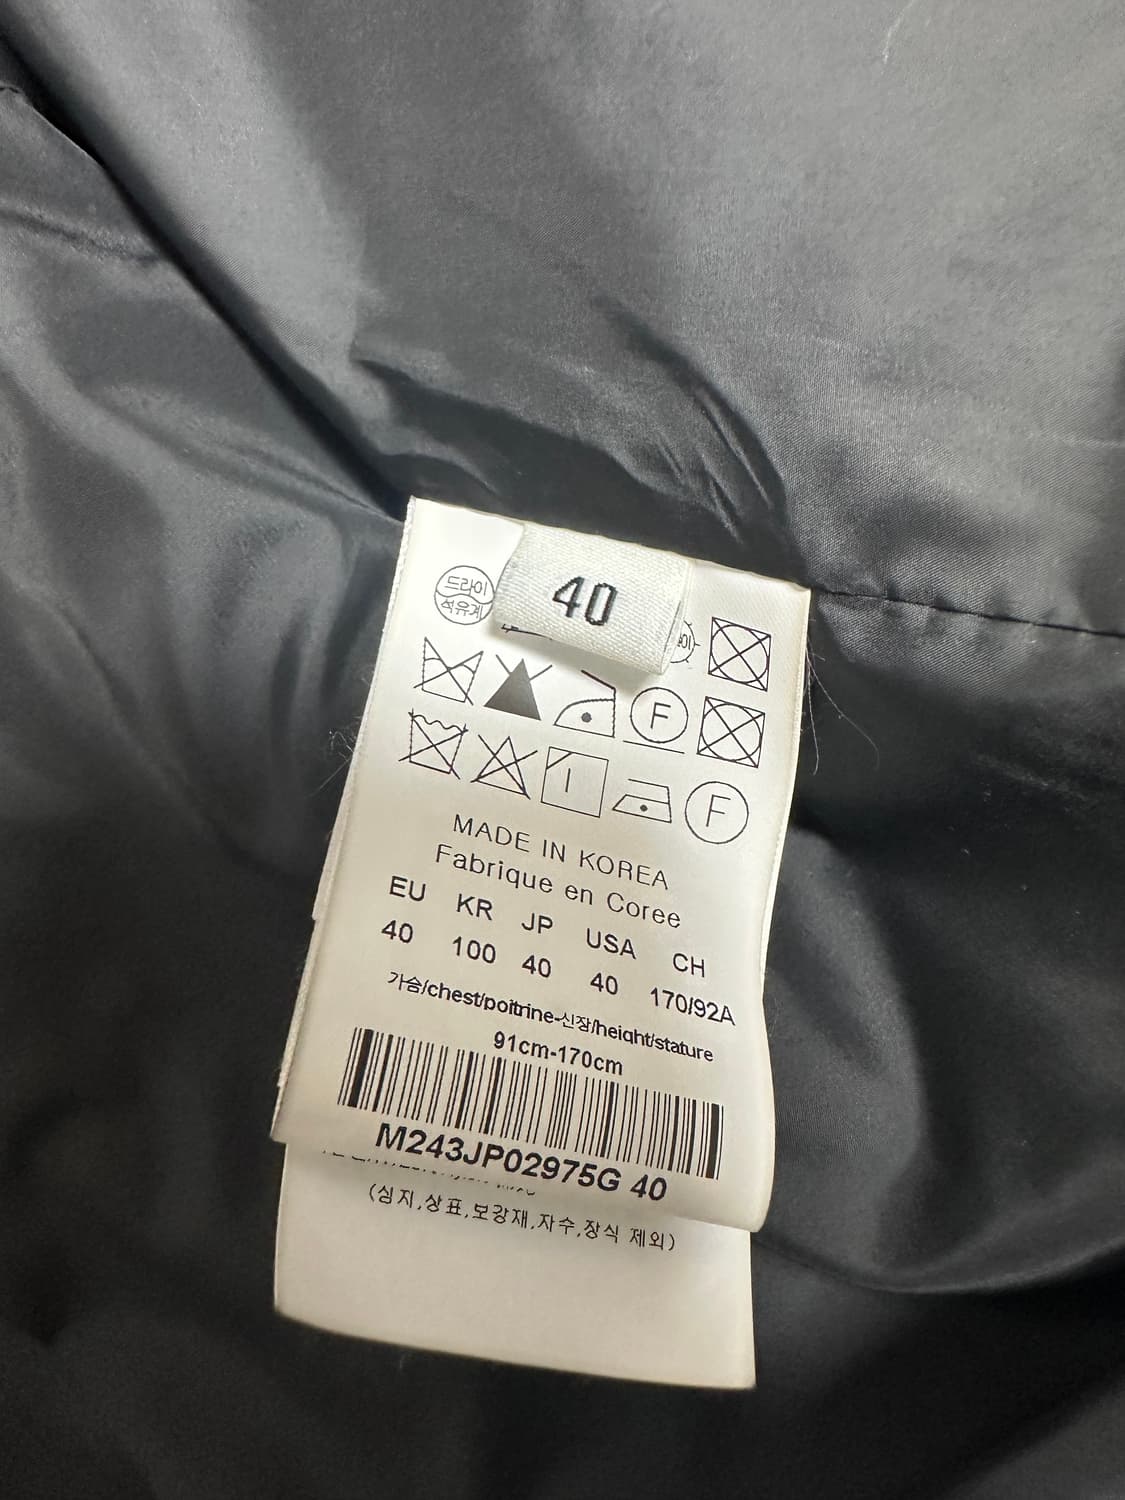 40
드라이
석유계
F
F
MADE IN KOREA
Fabrique en Coree
EU KR JP USA CH
40 100 40 40 170/92A
가슴/chest/poitrine-신장/height/stature
91cm-170cm
M243JP02975G 40
(심지,상표,보강재,자수,장식 제외)